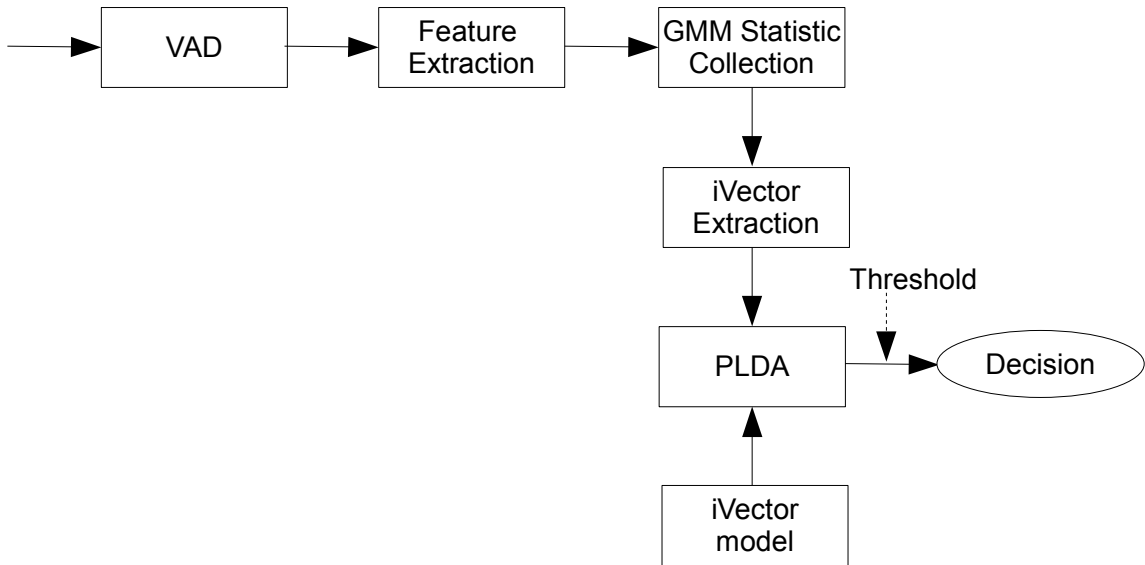 VAD
Feature
Extraction
GMM Statistic
Collection
iVector
Extraction
Threshold
PLDA
Decision
iVector
model